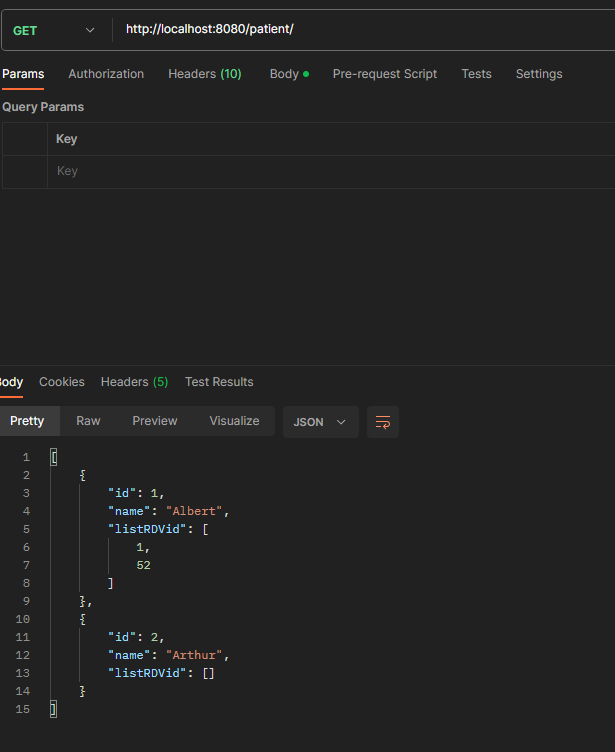 GET http://localhost:8080/patient/
Params Authorization Headers (10) Body Pre-request Script Tests Settings
Query Params
Key
Key
Body Cookies Headers (5) Test Results
Pretty Raw Preview Visualize JSON
1 [
2 {
3 "id": 1,
4 "name": "Albert",
5 "listRDVid": [
6 1,
7 52
8 ]
9 },
10 {
11 "id": 2,
12 "name": "Arthur",
13 "listRDVid": []
14 }
15 ]